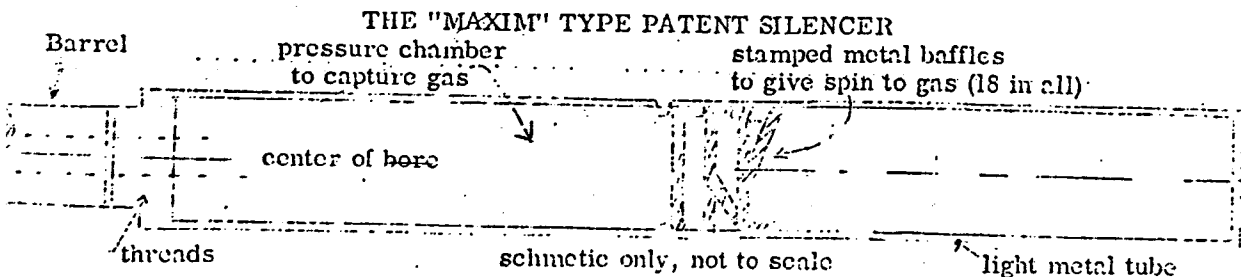 THE "MAXIM" TYPE PATENT SILENCER
Barrel
pressure chamber
to capture gas
stamped metal baffles
to give spin to gas (18 in all)
center of bore
threads
schmetic only, not to scale
light metal tube